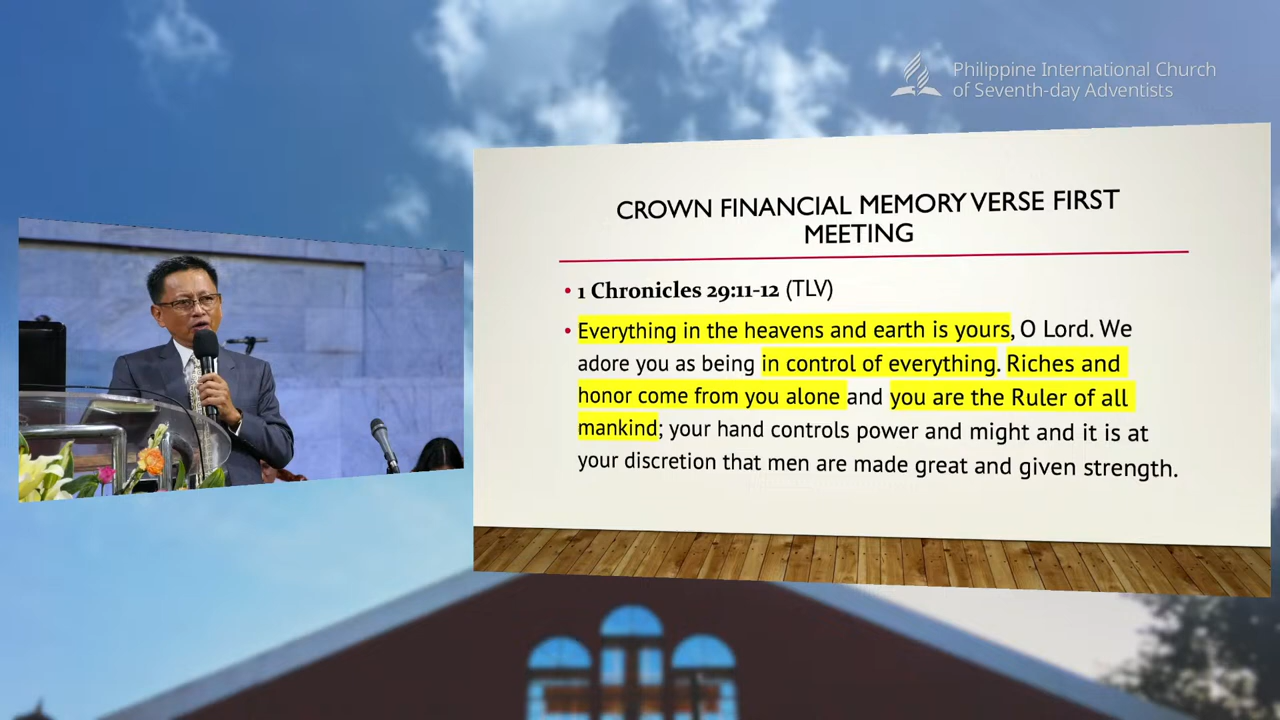 Philippine International Church
of Seventh-day Adventists
CROWN FINANCIAL MEMORY VERSE FIRST
MEETING
• 1 Chronicles 29:11-12 (TLV)
• Everything in the heavens and earth is yours, O Lord. We
adore you as being in control of everything. Riches and
honor come from you alone and you are the Ruler of all
mankind; your hand controls power and might and it is at
your discretion that men are made great and given strength.